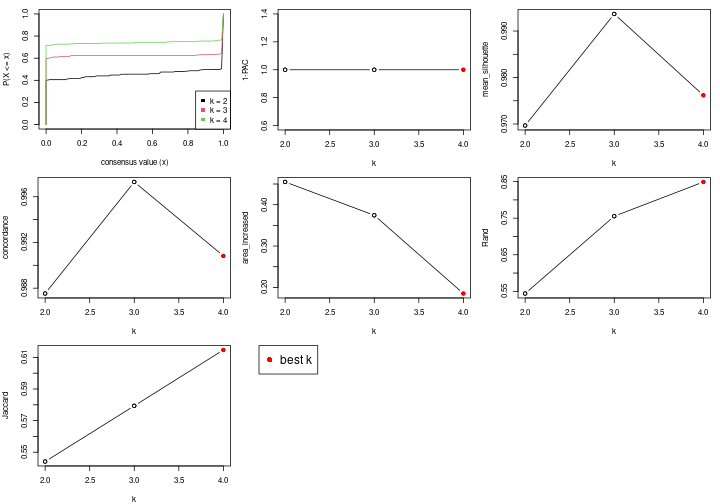 P(X <= x)
0.0 0.2 0.4 0.6 0.8 1.0
0.0 0.2 0.4 0.6 0.8 1.0
consensus value (x)
k = 2
k = 3
k = 4
1-PAC
0.6 0.8 1.0 1.2 1.4
2.0 2.5 3.0 3.5 4.0
k
mean_silhouette
0.970 0.980 0.990
2.0 2.5 3.0 3.5 4.0
k
concordance
0.988 0.992 0.996
2.0 2.5 3.0 3.5 4.0
k
area_increased
0.20 0.30 0.40
2.0 2.5 3.0 3.5 4.0
k
Rand
0.55 0.65 0.75 0.85
2.0 2.5 3.0 3.5 4.0
k
Jaccard
0.55 0.57 0.59 0.61
2.0 2.5 3.0 3.5 4.0
k
best k